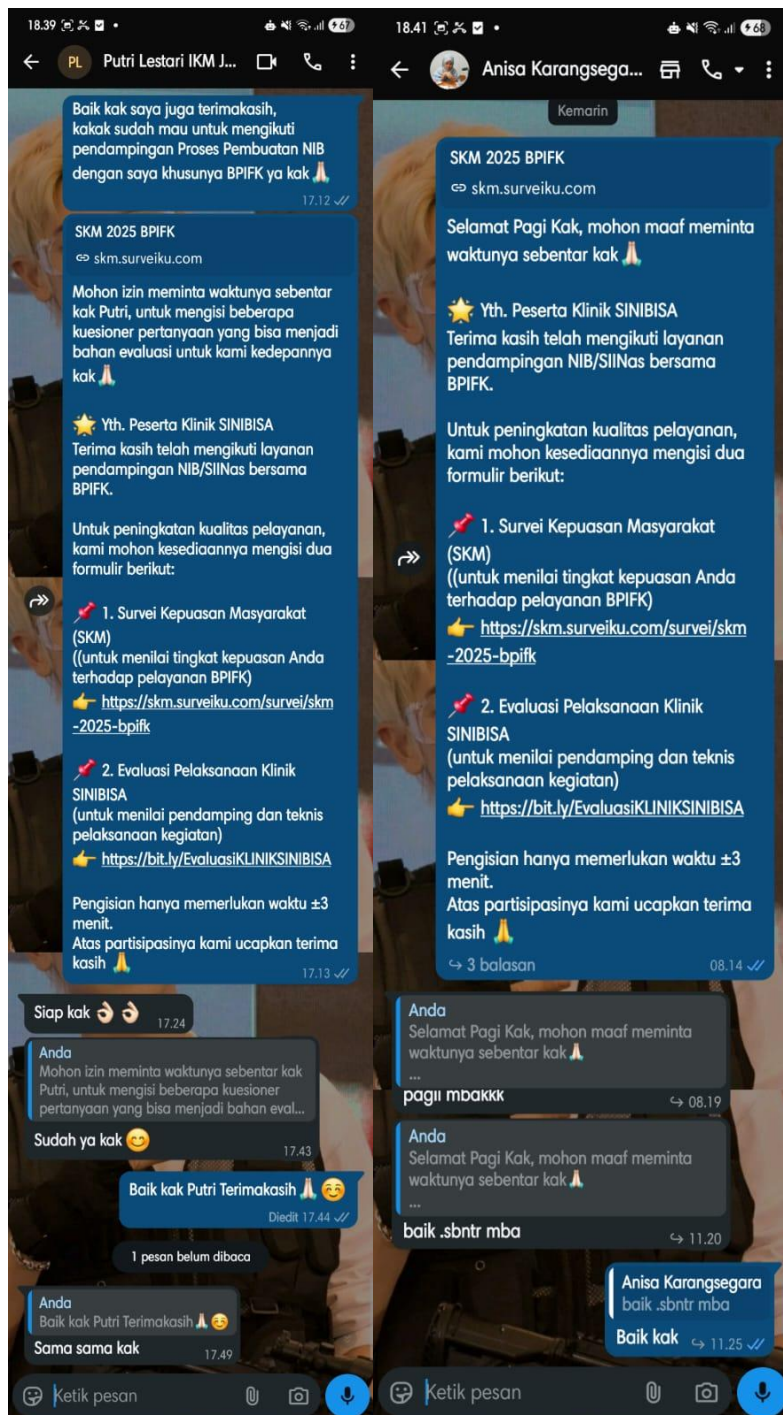 18.39
67
PL
Putri Lestari IKM J...
Baik kak saya juga terimakasih,
kakak sudah mau untuk mengikuti
pendampingan Proses Pembuatan NIB
dengan saya khusunya BPIFK ya kak 🙏🏻
17.12
SKM 2025 BPIFK
skm.surveiku.com
Mohon izin meminta waktunya sebentar
kak Putri, untuk mengisi beberapa
kuesioner pertanyaan yang bisa menjadi
bahan evaluasi untuk kami kedepannya
kak 🙏🏻
🌟 Yth. Peserta Klinik SINIBISA
Terima kasih telah mengikuti layanan
pendampingan NIB/SIINas bersama
BPIFK.
Untuk peningkatan kualitas pelayanan,
kami mohon kesediaannya mengisi dua
formulir berikut:
📌 1. Survei Kepuasan Masyarakat
(SKM)
((untuk menilai tingkat kepuasan Anda
terhadap pelayanan BPIFK)
👉 https://skm.surveiku.com/survei/skm
-2025-bpifk
📌 2. Evaluasi Pelaksanaan Klinik
SINIBISA
(untuk menilai pendamping dan teknis
pelaksanaan kegiatan)
👉 https://bit.ly/EvaluasiKLINIKSINIBISA
Pengisian hanya memerlukan waktu ±3
menit.
Atas partisipasinya kami ucapkan terima
kasih 🙏
17.13
Siap kak 👌🏻👌🏻
17.24
Anda
Mohon izin meminta waktunya sebentar kak
Putri, untuk mengisi beberapa kuesioner
pertanyaan yang bisa menjadi bahan eval...
Sudah ya kak 😊
17.43
Baik kak Putri Terimakasih 🙏🏻☺️
Diedit 17.44
1 pesan belum dibaca
Anda
Baik kak Putri Terimakasih 🙏🏻☺️
Sama sama kak
17.49
Ketik pesan
18.41
68
Anisa Karangsega...
Kemarin
SKM 2025 BPIFK
skm.surveiku.com
Selamat Pagi Kak, mohon maaf meminta
waktunya sebentar kak 🙏🏻
🌟 Yth. Peserta Klinik SINIBISA
Terima kasih telah mengikuti layanan
pendampingan NIB/SIINas bersama
BPIFK.
Untuk peningkatan kualitas pelayanan,
kami mohon kesediaannya mengisi dua
formulir berikut:
📌 1. Survei Kepuasan Masyarakat
(SKM)
((untuk menilai tingkat kepuasan Anda
terhadap pelayanan BPIFK)
👉 https://skm.surveiku.com/survei/skm
-2025-bpifk
📌 2. Evaluasi Pelaksanaan Klinik
SINIBISA
(untuk menilai pendamping dan teknis
pelaksanaan kegiatan)
👉 https://bit.ly/EvaluasiKLINIKSINIBISA
Pengisian hanya memerlukan waktu ±3
menit.
Atas partisipasinya kami ucapkan terima
kasih 🙏
3 balasan
08.14
Anda
Selamat Pagi Kak, mohon maaf meminta
waktunya sebentar kak 🙏🏻
...
pagii mbakkk
08.19
Anda
Selamat Pagi Kak, mohon maaf meminta
waktunya sebentar kak 🙏🏻
...
baik .sbntr mba
11.20
Anisa Karangsegara
baik .sbntr mba
Baik kak
11.25
Ketik pesan